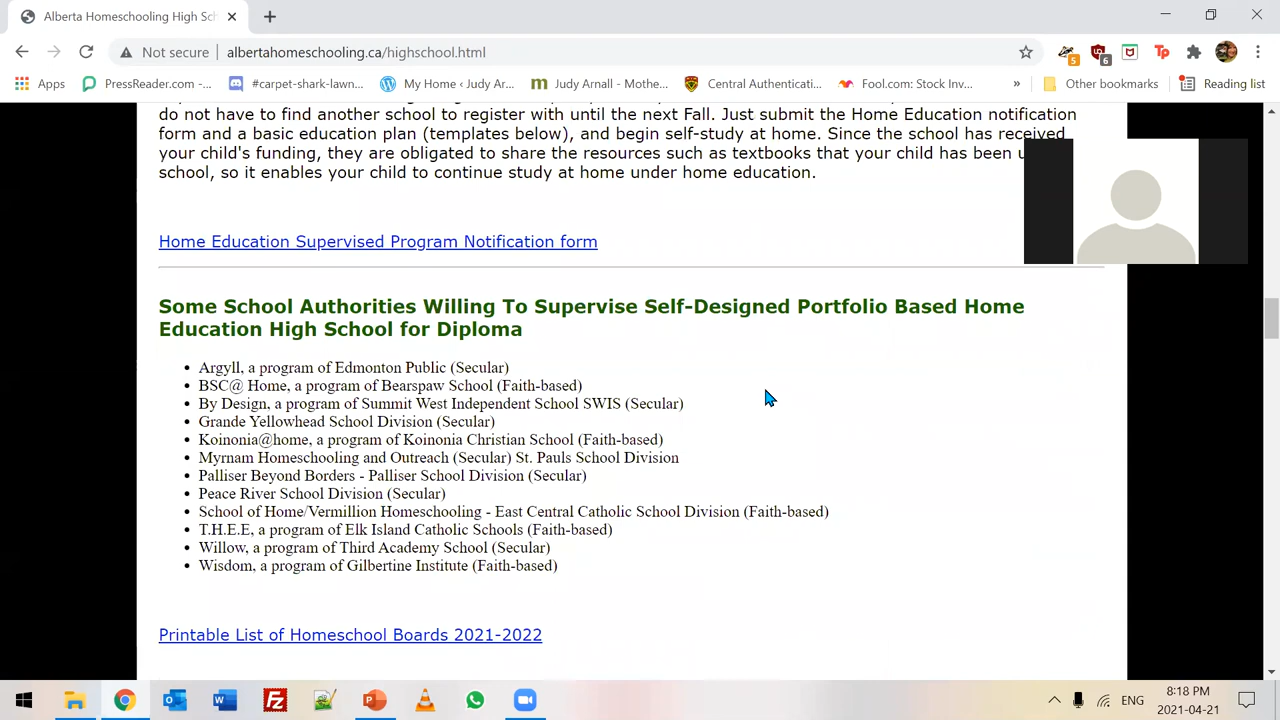 Alberta Homeschooling High Sch
Not secure
albertahomeschooling.ca/highschool.html
5
6
Apps
PressReader.com -...
#carpet-shark-lawn...
My Home ‹ Judy Ar...
Judy Arnall - Mothe...
Central Authenticati...
Fool.com: Stock Inv...
»
Other bookmarks
Reading list
do not have to find another school to register with until the next Fall. Just submit the Home Education notification
form and a basic education plan (templates below), and begin self-study at home. Since the school has received
your child's funding, they are obligated to share the resources such as textbooks that your child has been u
school, so it enables your child to continue study at home under home education.
Home Education Supervised Program Notification form
Some School Authorities Willing To Supervise Self-Designed Portfolio Based Home
Education High School for Diploma
• Argyll, a program of Edmonton Public (Secular)
• BSC@ Home, a program of Bearspaw School (Faith-based)
• By Design, a program of Summit West Independent School SWIS (Secular)
• Grande Yellowhead School Division (Secular)
• Koinonia@home, a program of Koinonia Christian School (Faith-based)
• Myrnam Homeschooling and Outreach (Secular) St. Pauls School Division
• Palliser Beyond Borders - Palliser School Division (Secular)
• Peace River School Division (Secular)
• School of Home/Vermillion Homeschooling - East Central Catholic School Division (Faith-based)
• T.H.E.E, a program of Elk Island Catholic Schools (Faith-based)
• Willow, a program of Third Academy School (Secular)
• Wisdom, a program of Gilbertine Institute (Faith-based)
Printable List of Homeschool Boards 2021-2022
ENG
8:18 PM
2021-04-21